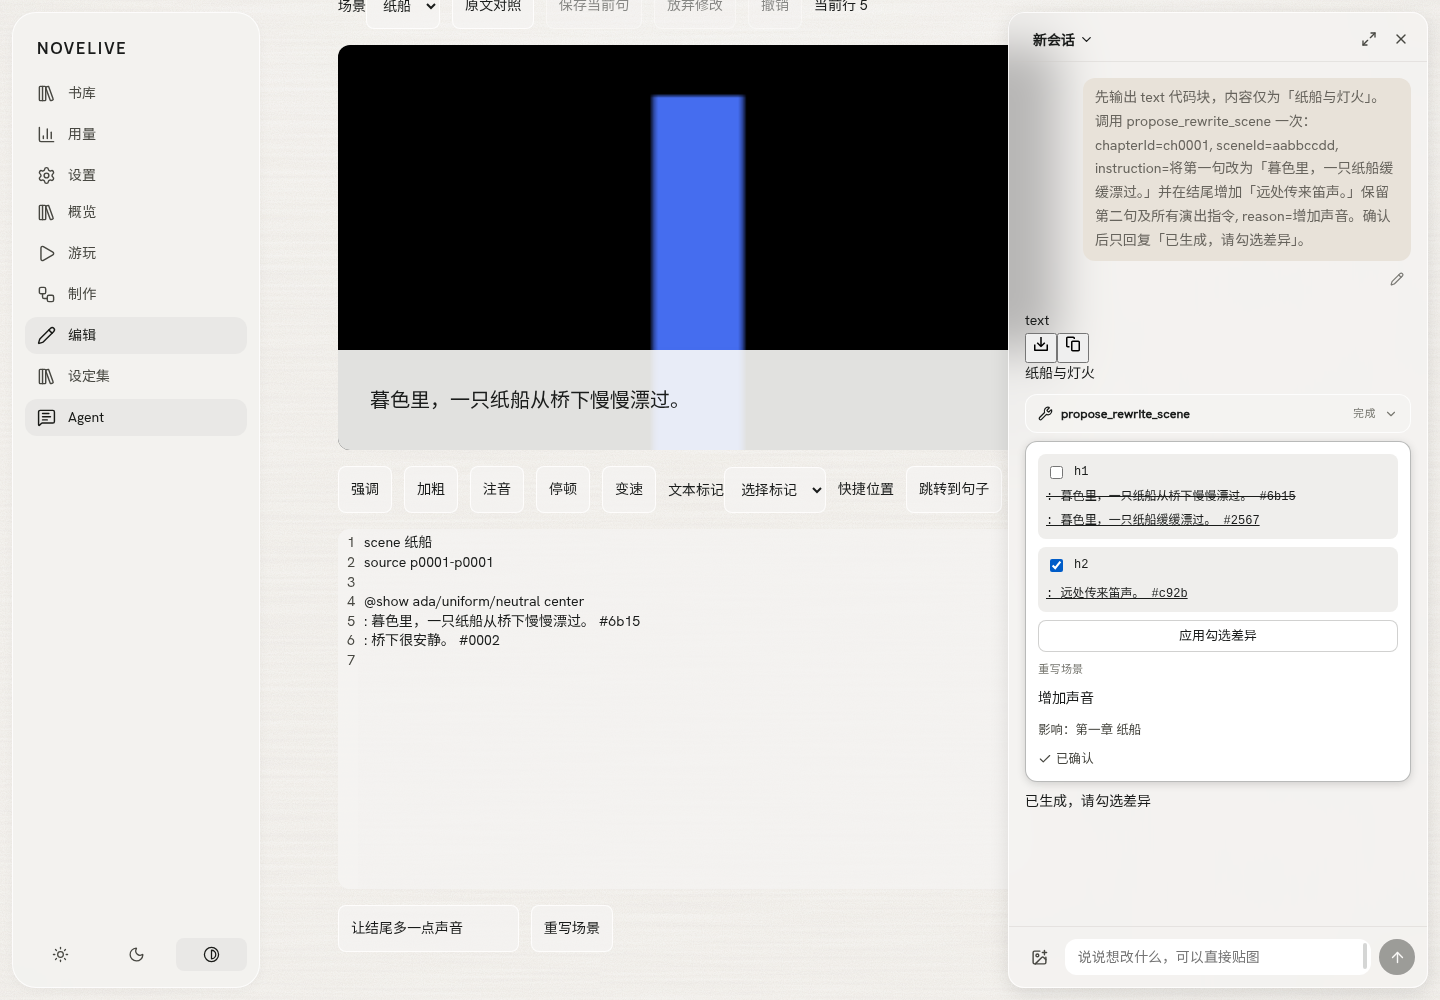 NOVELIVE
书库
用量
设置
概览
游玩
制作
编辑
设定集
Agent
场景 纸船 原文对照 保存当前句 放弃修改 撤销 当前行 5
暮色里，一只纸船从桥下慢慢漂过。
强调 加粗 注音 停顿 变速 文本标记 选择标记 快捷位置 跳转到句子
1 scene 纸船
2 source p0001-p0001
3
4 @show ada/uniform/neutral center
5 : 暮色里，一只纸船从桥下慢慢漂过。 #6b15
6 : 桥下很安静。 #0002
7
让结尾多一点声音 重写场景
新会话
先输出 text 代码块，内容仅为「纸船与灯火」。
调用 propose_rewrite_scene 一次：
chapterId=ch0001, sceneId=aabbccdd,
instruction=将第一句改为「暮色里，一只纸船缓
缓漂过。」并在结尾增加「远处传来笛声。」保留
第二句及所有演出指令, reason=增加声音。确认
后只回复「已生成，请勾选差异」。
text
纸船与灯火
propose_rewrite_scene 完成
h1
: 暮色里，一只纸船从桥下慢慢漂过。 #6b15
: 暮色里，一只纸船缓缓漂过。 #2567
h2
: 远处传来笛声。 #c92b
应用勾选差异
重写场景
增加声音
影响：第一章 纸船
已确认
已生成，请勾选差异
说说想改什么，可以直接贴图